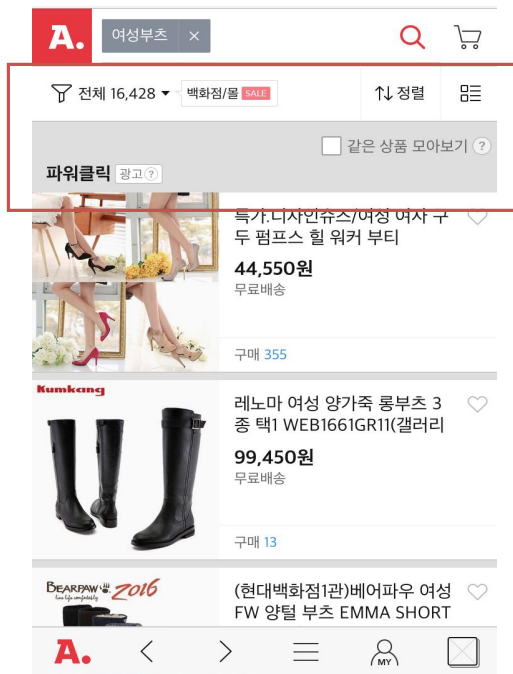 A.
여성부츠 ×
전체 16,428 ▼
백화점/몰 SALE
↑↓ 정렬
같은 상품 모아보기 ?
파워클릭 광고 ?
특가.디자인슈즈/여성 여자 구
두 펌프스 힐 워커 부티
44,550원
무료배송
구매 355
Kumkang
레노마 여성 양가죽 롱부츠 3
종 택1 WEB1661GR11(갤러리
99,450원
무료배송
구매 13
BEARPAW 2016
live life comfortably
(현대백화점1관)베어파우 여성
FW 양털 부츠 EMMA SHORT
A.
MY